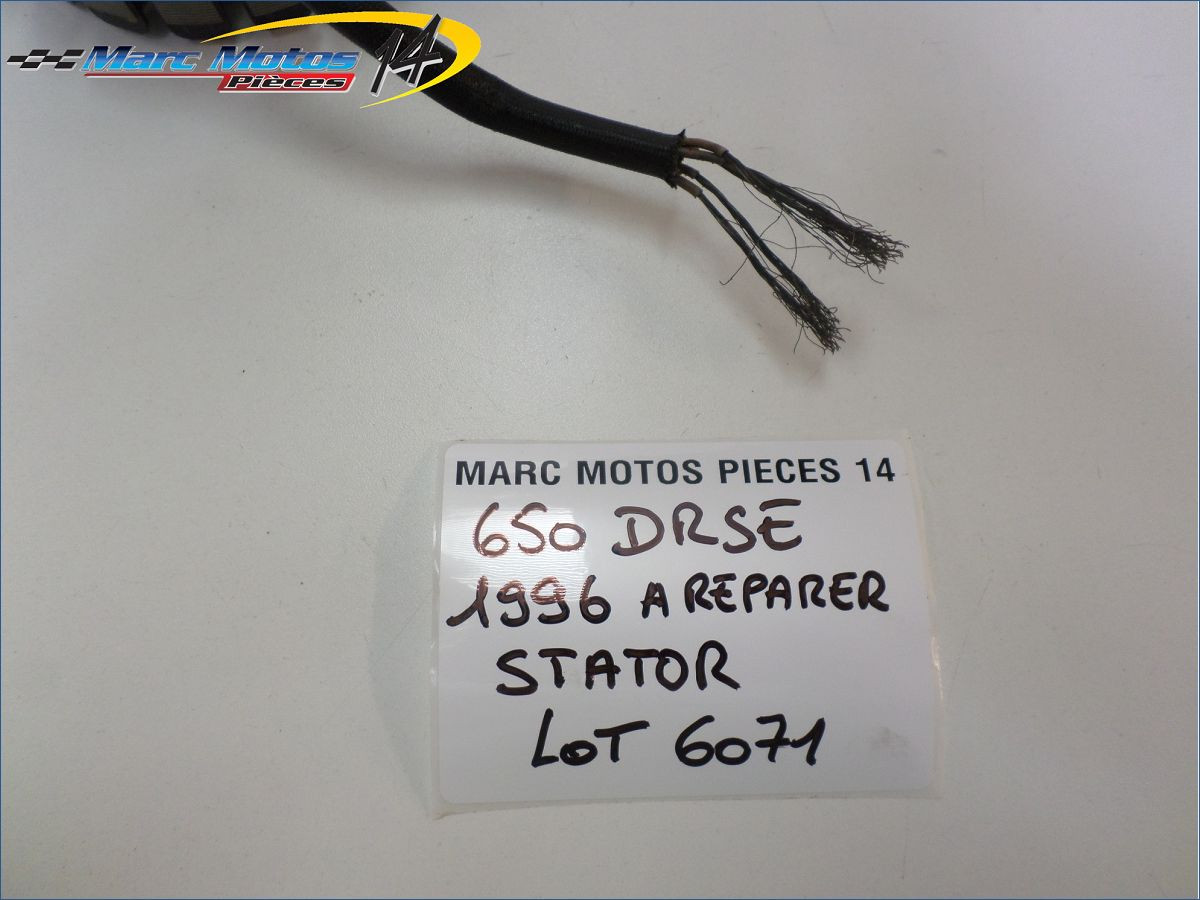 Marc Motos 14
Pièces
MARC MOTOS PIECES 14
650 DRSE
1996 A REPARER
STATOR
LOT 6071